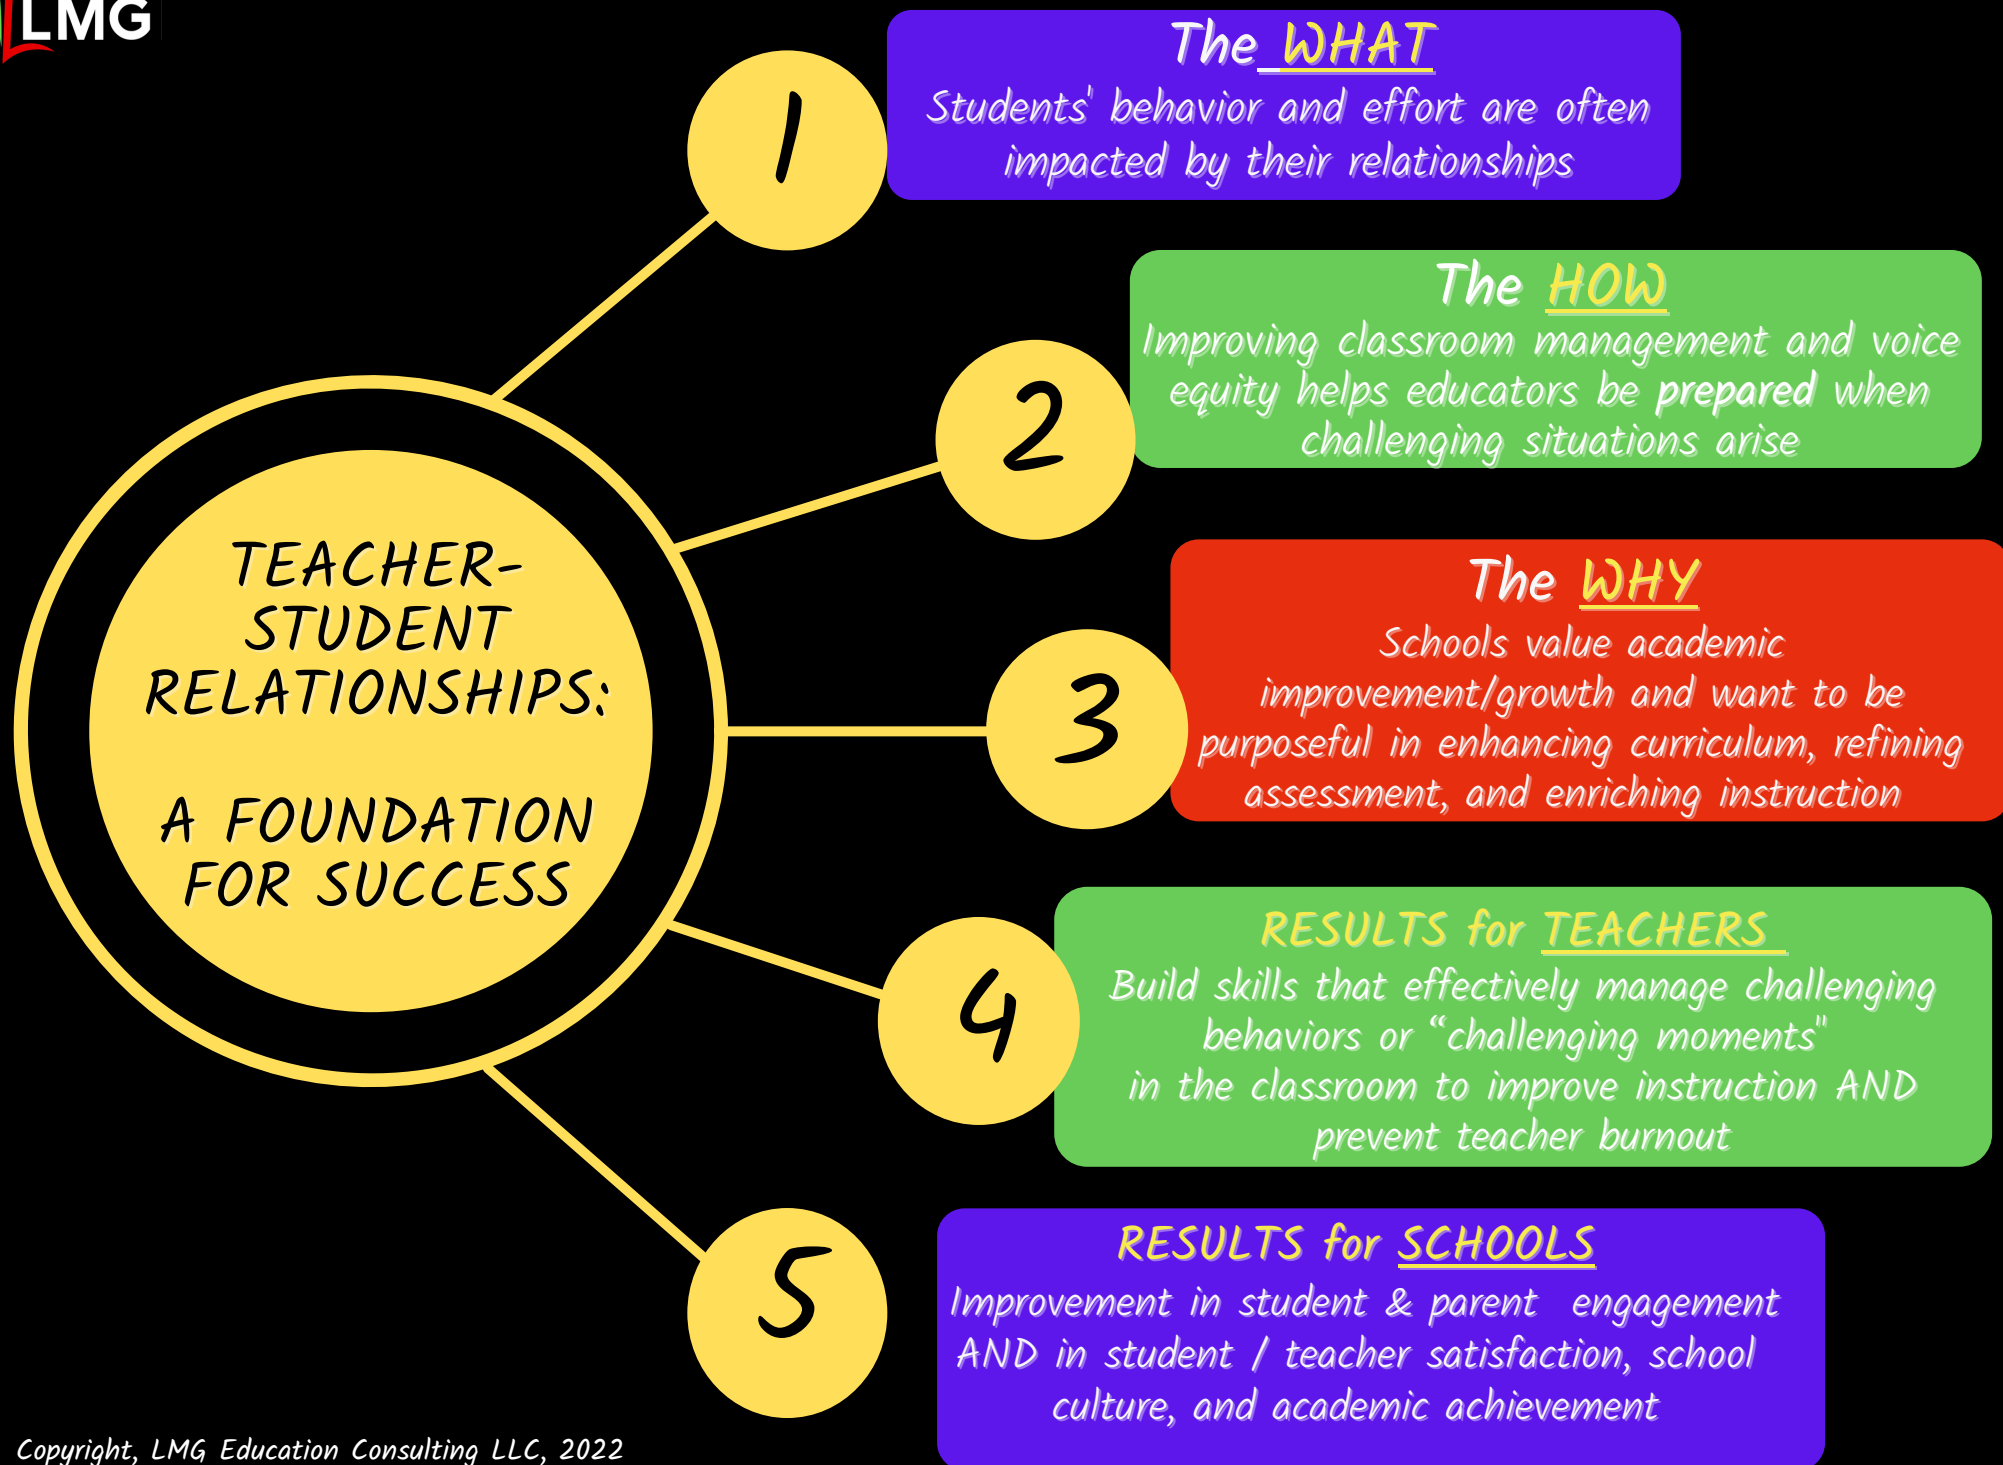 LMG
The WHAT
Students' behavior and effort are often
impacted by their relationships
1
The HOW
Improving classroom management and voice
equity helps educators be prepared when
challenging situations arise
2
The WHY
Schools value academic
improvement/growth and want to be
purposeful in enhancing curriculum, refining
assessment, and enriching instruction
3
TEACHER-
STUDENT
RELATIONSHIPS:
A FOUNDATION
FOR SUCCESS
RESULTS for TEACHERS
Build skills that effectively manage challenging
behaviors or “challenging moments"
in the classroom to improve instruction AND
prevent teacher burnout
4
RESULTS for SCHOOLS
Improvement in student & parent  engagement
AND in student / teacher satisfaction, school
culture, and academic achievement
5
Copyright, LMG Education Consulting LLC, 2022